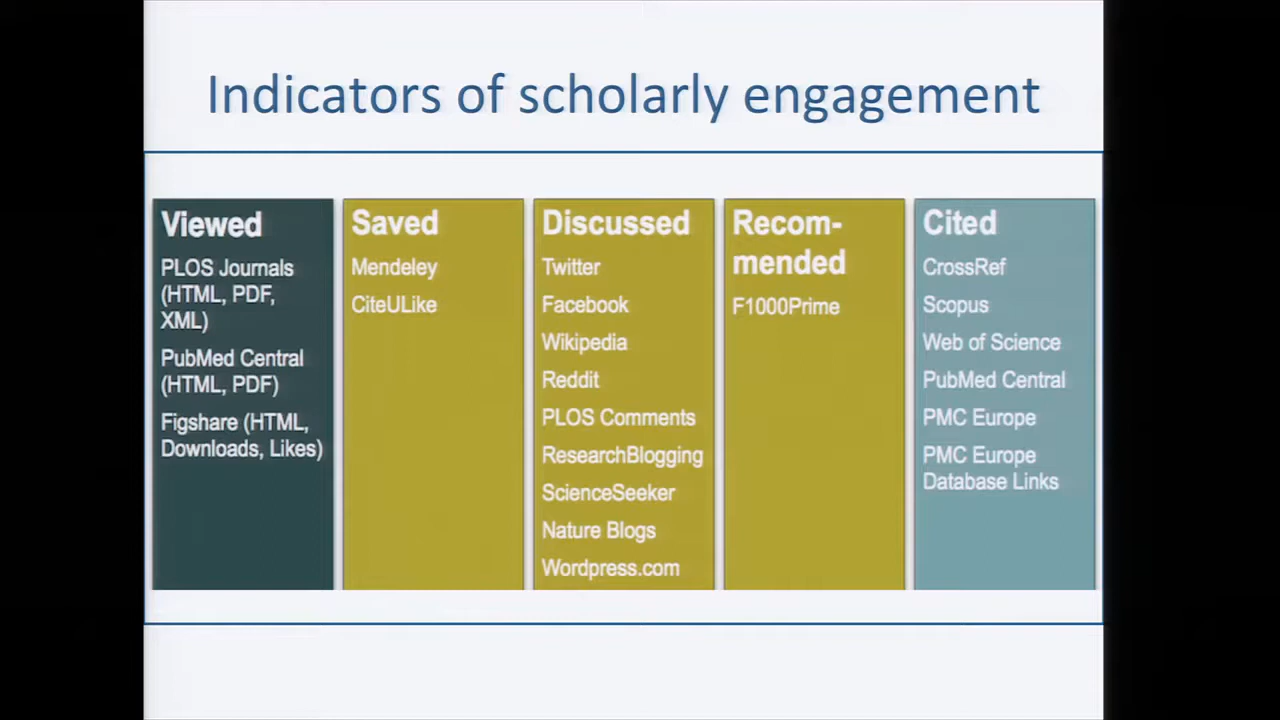 Indicators of scholarly engagement
Viewed
PLOS Journals
(HTML, PDF,
XML)
PubMed Central
(HTML, PDF)
Figshare (HTML,
Downloads, Likes)
Saved
Mendeley
CiteULike
Discussed
Twitter
Facebook
Wikipedia
Reddit
PLOS Comments
ResearchBlogging
ScienceSeeker
Nature Blogs
Wordpress.com
Recom-
mended
F1000Prime
Cited
CrossRef
Scopus
Web of Science
PubMed Central
PMC Europe
PMC Europe
Database Links